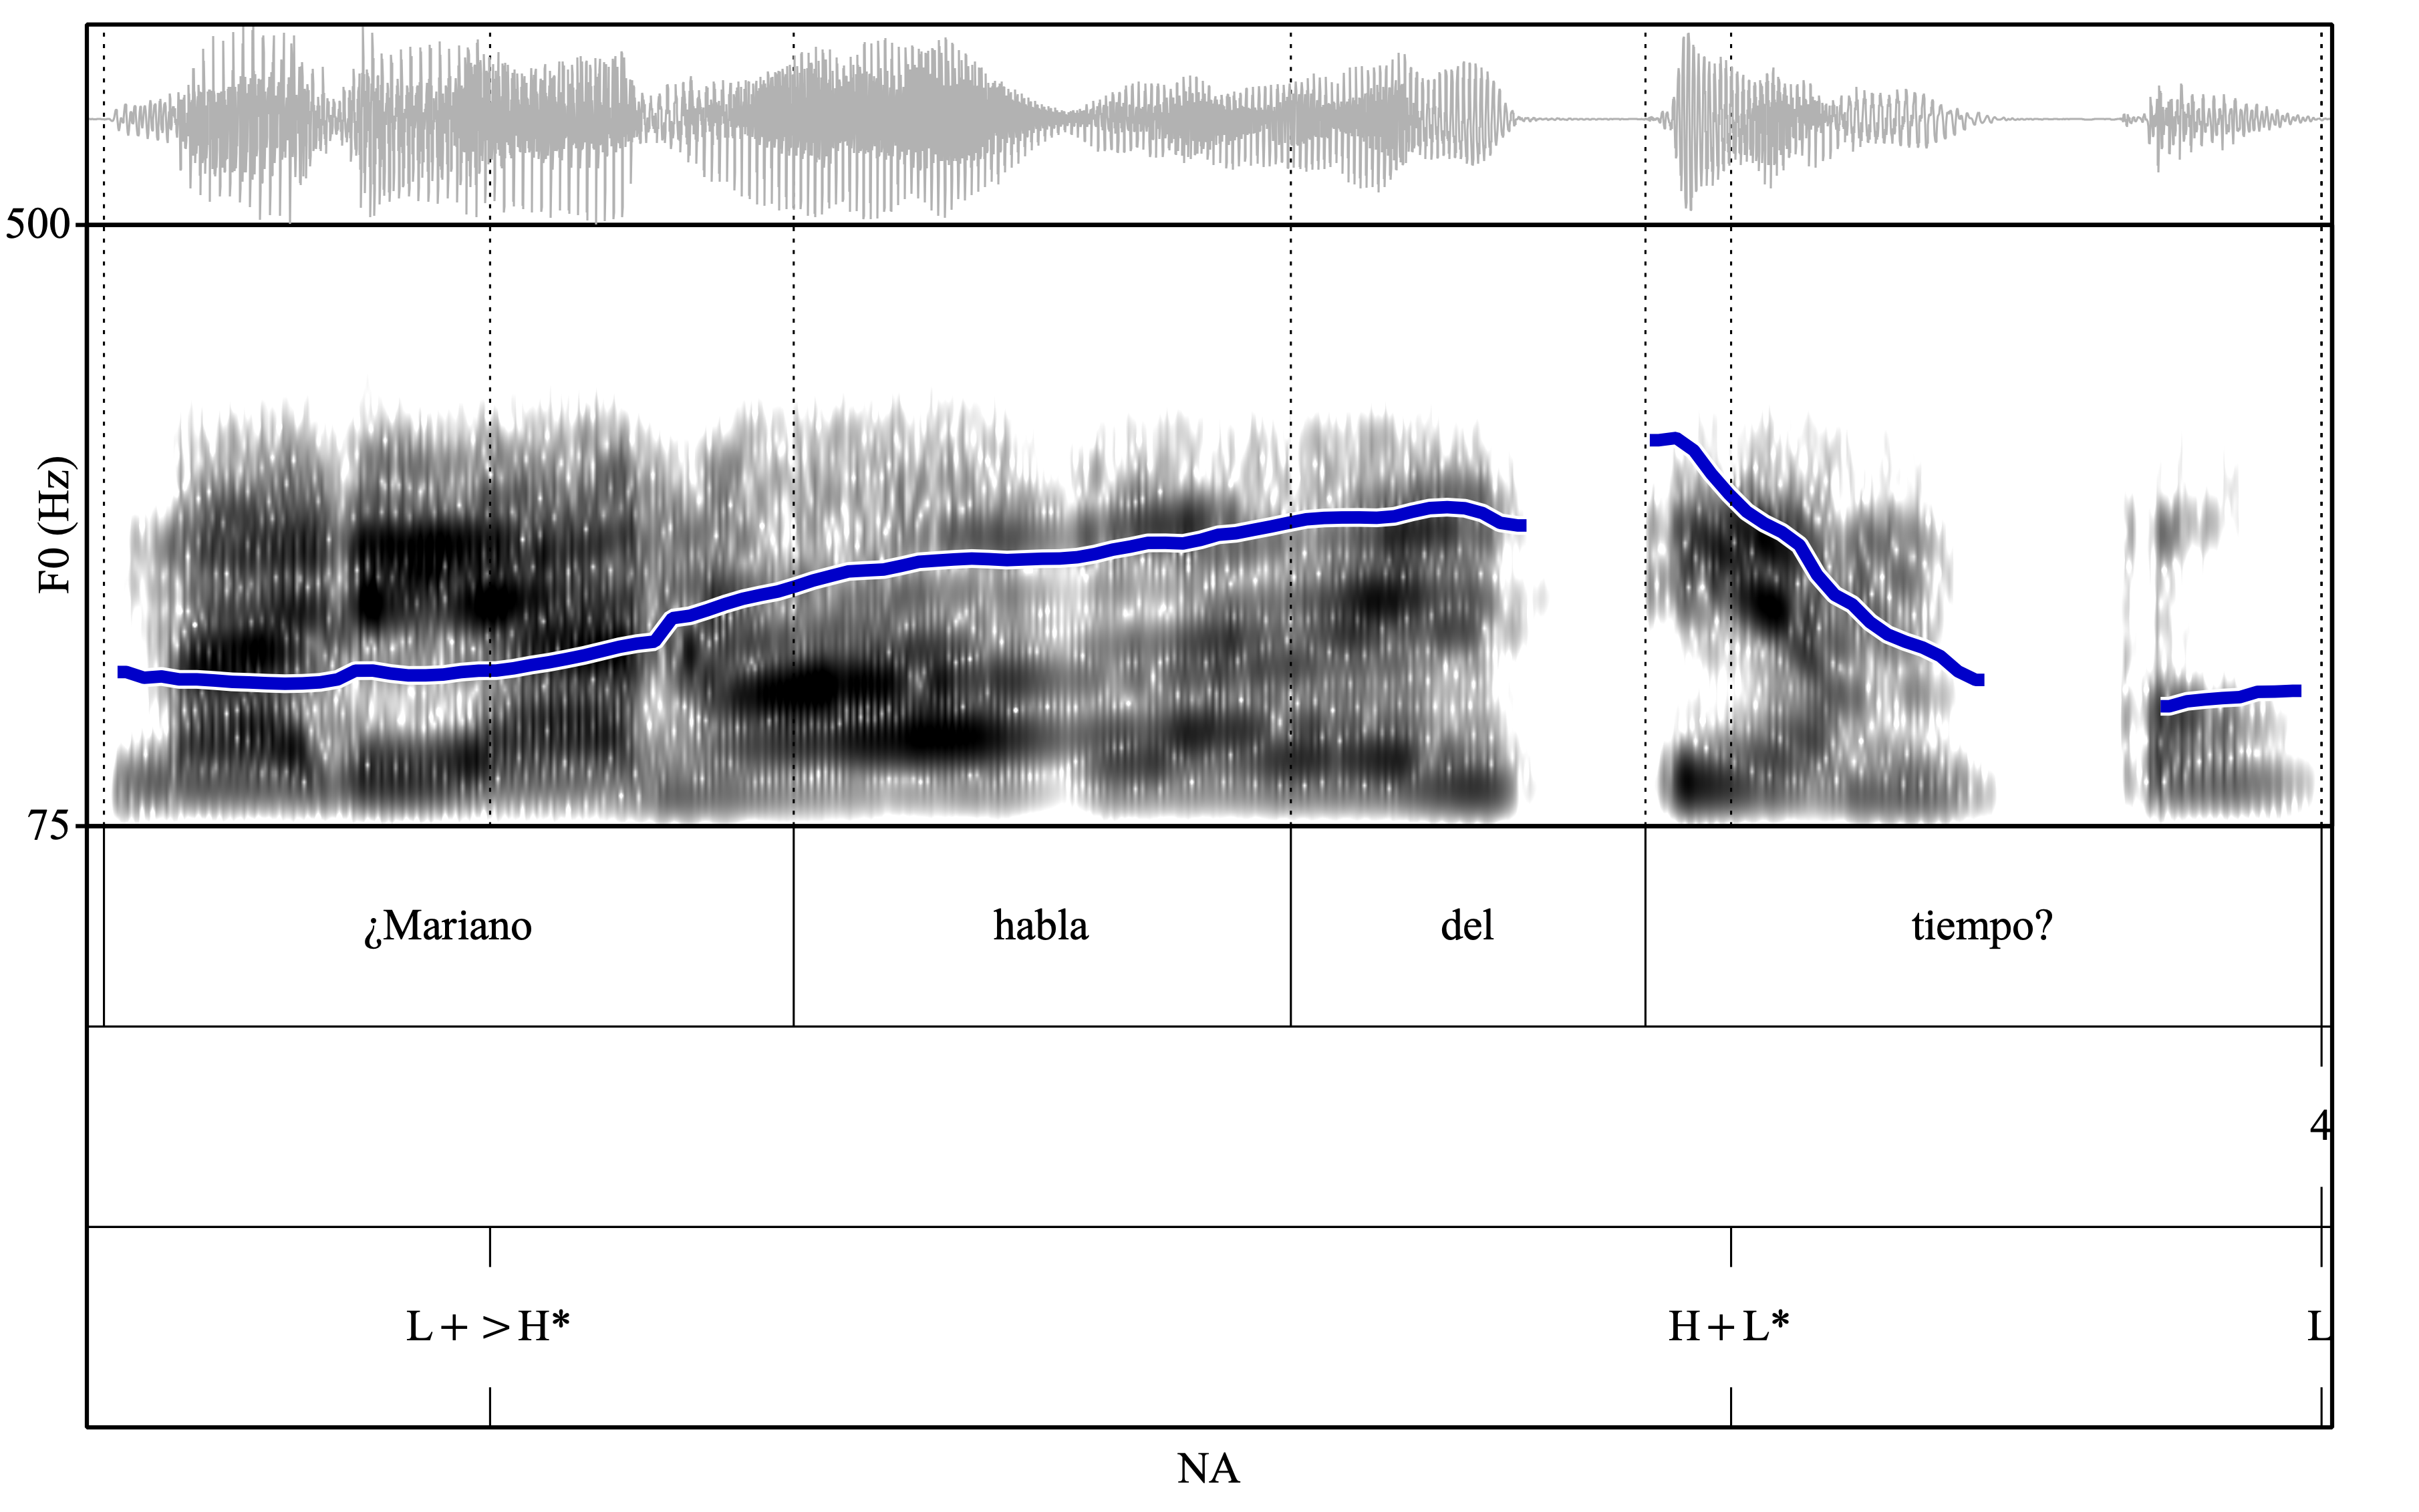 500
F0 (Hz)
75
¿Mariano habla del tiempo?
4
L+>H* H+L* L
NA